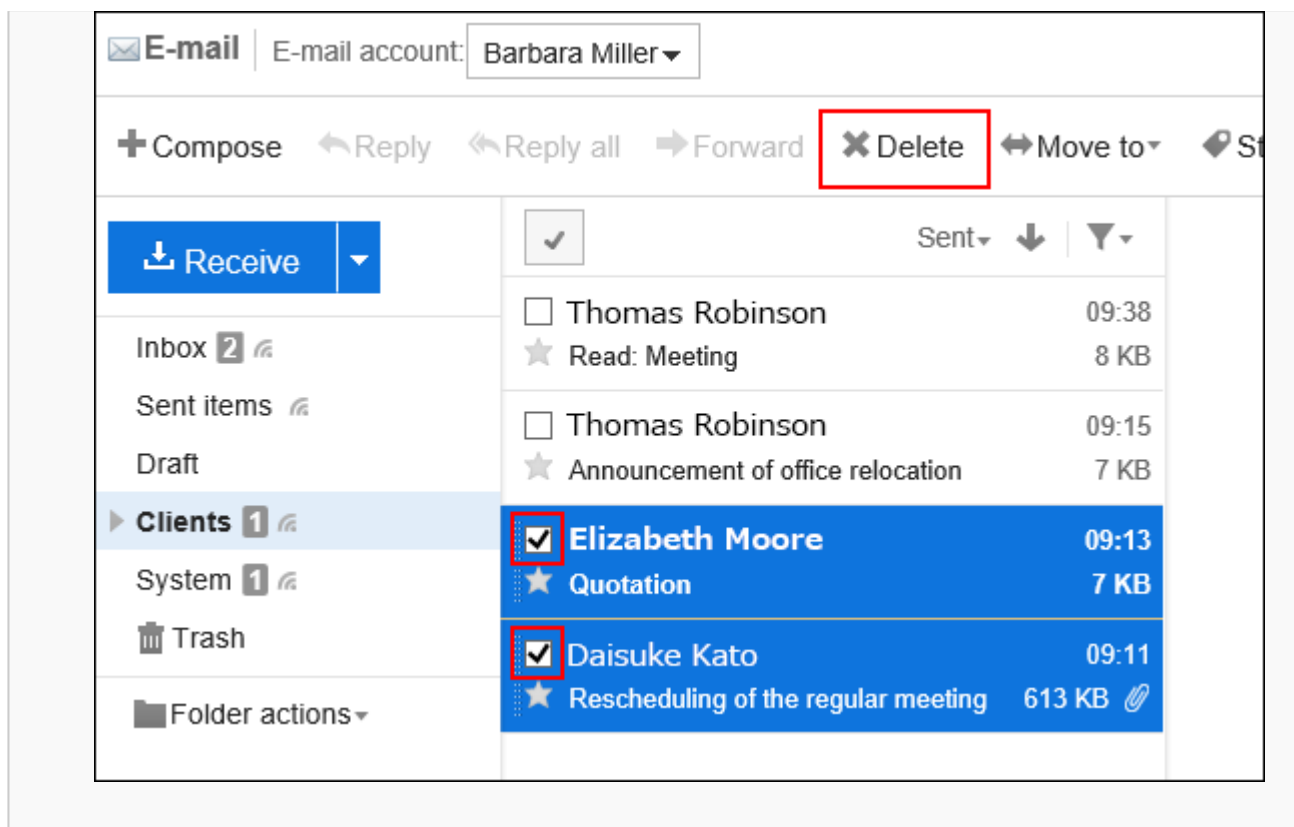 E-mail E-mail account: Barbara Miller
Compose Reply Reply all Forward Delete Move to St
Receive
Inbox 2
Sent items
Draft
Clients 1
System 1
Trash
Folder actions
Sent
Thomas Robinson 09:38
Read: Meeting 8 KB
Thomas Robinson 09:15
Announcement of office relocation 7 KB
Elizabeth Moore 09:13
Quotation 7 KB
Daisuke Kato 09:11
Rescheduling of the regular meeting 613 KB